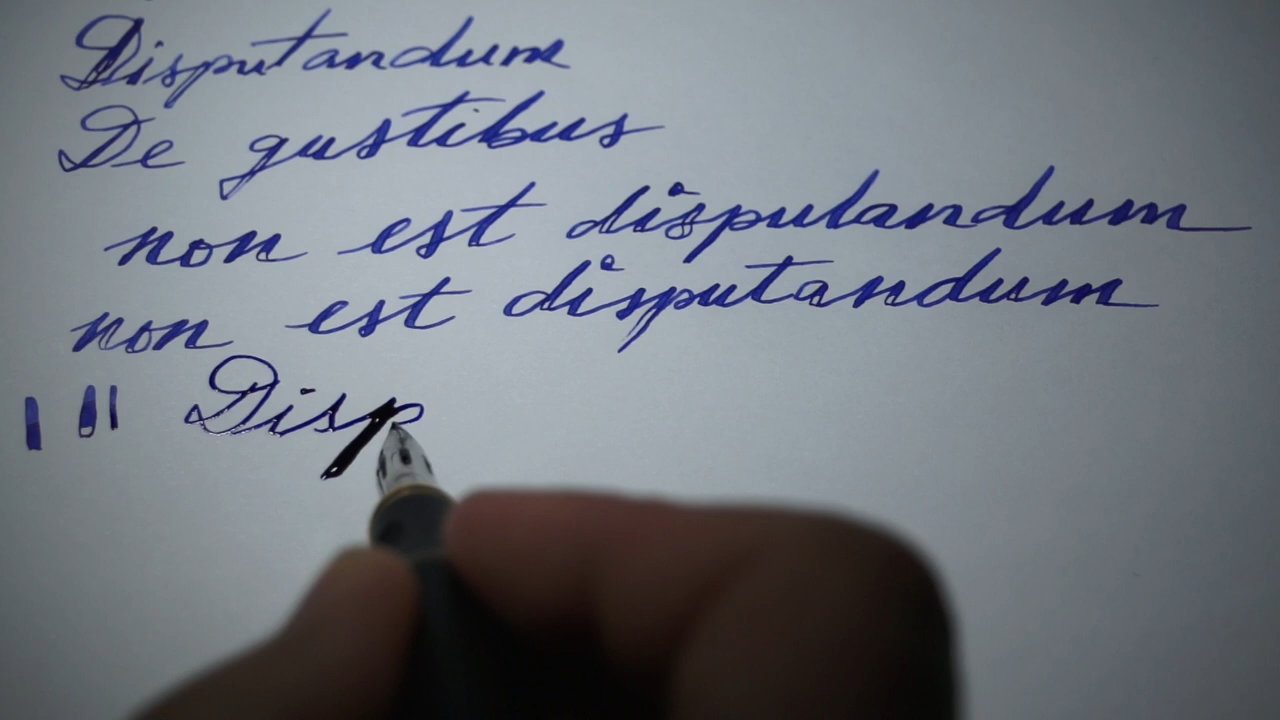 Disputandum
De gustibus
non est disputandum
non est disputandum
Disp